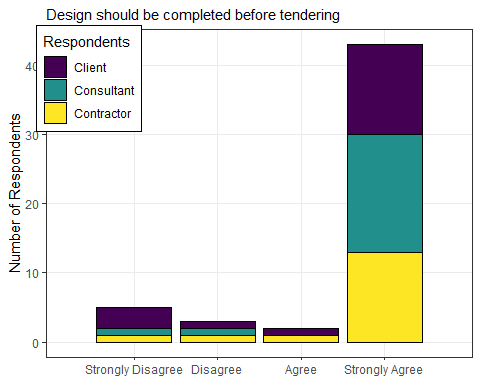 Design should be completed before tendering
Respondents
Client
Consultant
Contractor
Number of Respondents
40
30
20
10
0
Strongly Disagree
Disagree
Agree
Strongly Agree